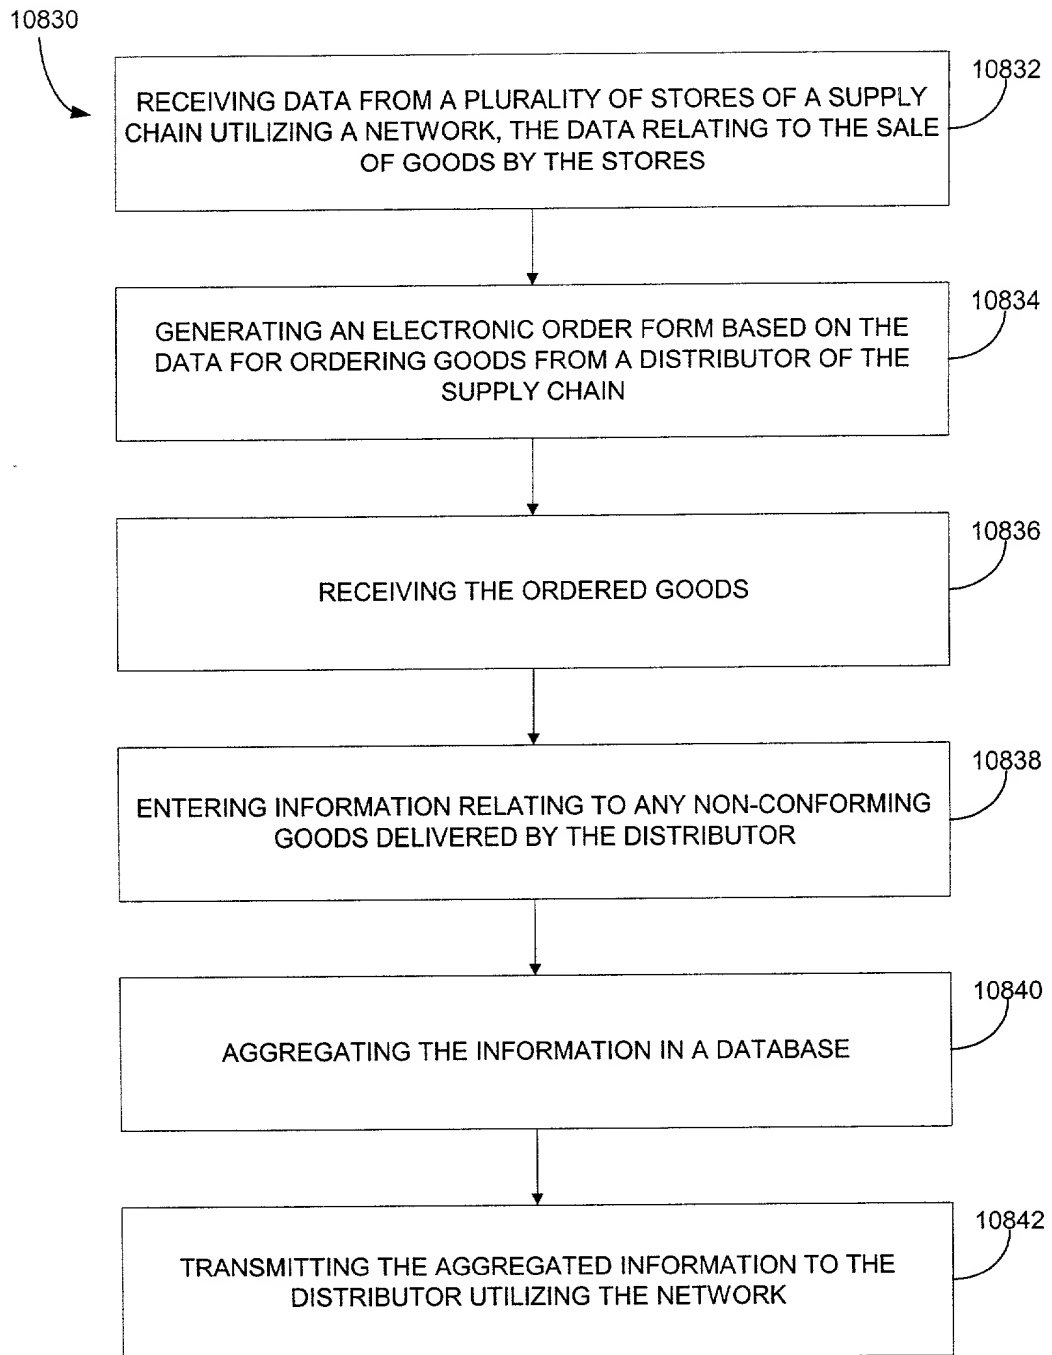 10830
10832
RECEIVING DATA FROM A PLURALITY OF STORES OF A SUPPLY
CHAIN UTILIZING A NETWORK, THE DATA RELATING TO THE SALE
OF GOODS BY THE STORES
10834
GENERATING AN ELECTRONIC ORDER FORM BASED ON THE
DATA FOR ORDERING GOODS FROM A DISTRIBUTOR OF THE
SUPPLY CHAIN
10836
RECEIVING THE ORDERED GOODS
10838
ENTERING INFORMATION RELATING TO ANY NON-CONFORMING
GOODS DELIVERED BY THE DISTRIBUTOR
10840
AGGREGATING THE INFORMATION IN A DATABASE
10842
TRANSMITTING THE AGGREGATED INFORMATION TO THE
DISTRIBUTOR UTILIZING THE NETWORK